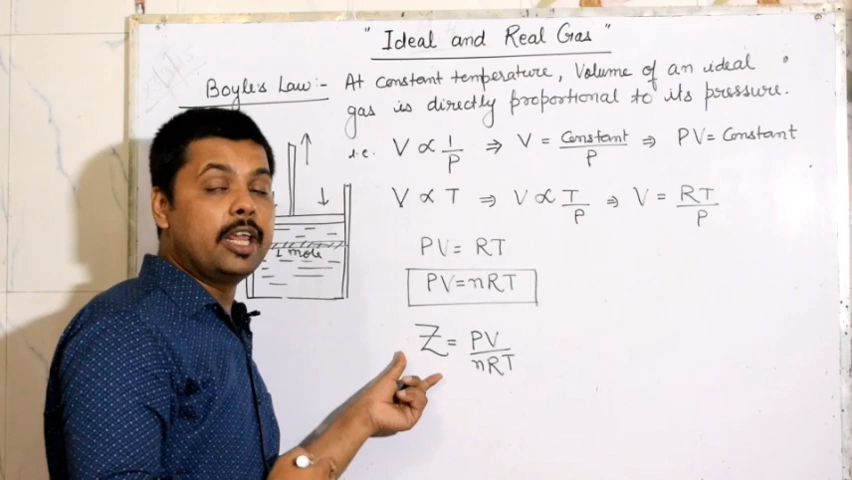 "Ideal and Real Gas"
Boyle's Law:- At constant temperature, Volume of an ideal
gas is directly proportional to its pressure.
i.e. V ∝ 1/P ⇒ V = Constant/P ⇒ PV = Constant
V ∝ T ⇒ V ∝ T/P ⇒ V = RT/P
1 mole
PV = RT
PV = nRT
Z = PV/nRT